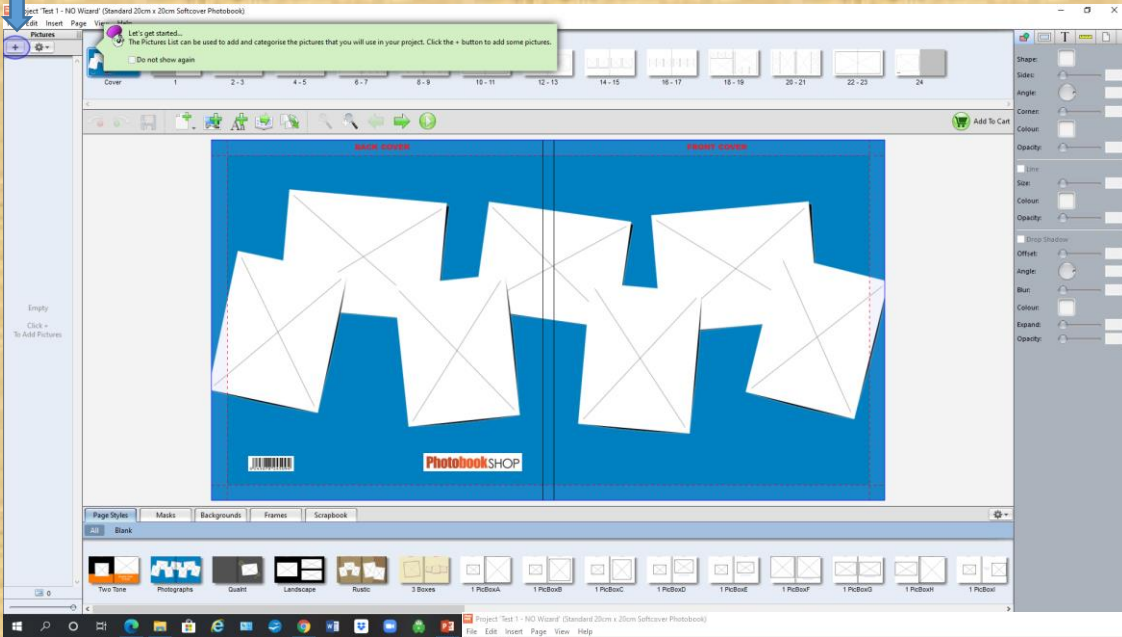 Project 'Test 1 - NO Wizard' (Standard 20cm x 20cm Softcover Photobook)
Edit Insert Page View Help
Let's get started...
The Pictures List can be used to add and categorise the pictures that you will use in your project. Click the + button to add some pictures.
Do not show again
Pictures
Cover 1 2 - 3 4 - 5 6 - 7 8 - 9 10 - 11 12 - 13 14 - 15 16 - 17 18 - 19 20 - 21 22 - 23 24
Add To Cart
BACK COVER FRONT COVER
Empty
Click +
To Add Pictures
PhotobookSHOP
Shape:
Sides:
Angle:
Corner:
Colour:
Opacity:
Line
Size:
Colour:
Opacity:
Drop Shadow
Offset:
Angle:
Blur:
Colour:
Expand:
Opacity:
Page Styles Masks Backgrounds Frames Scrapbook
All Blank
Two Tone Photographs Quaint Landscape Rustic 3 Boxes 1 PicBoxA 1 PicBoxB 1 PicBoxC 1 PicBoxD 1 PicBoxE 1 PicBoxF 1 PicBoxG 1 PicBoxH 1 PicBoxI
0
Project 'Test 1 - NO Wizard' (Standard 20cm x 20cm Softcover Photobook)
File Edit Insert Page View Help